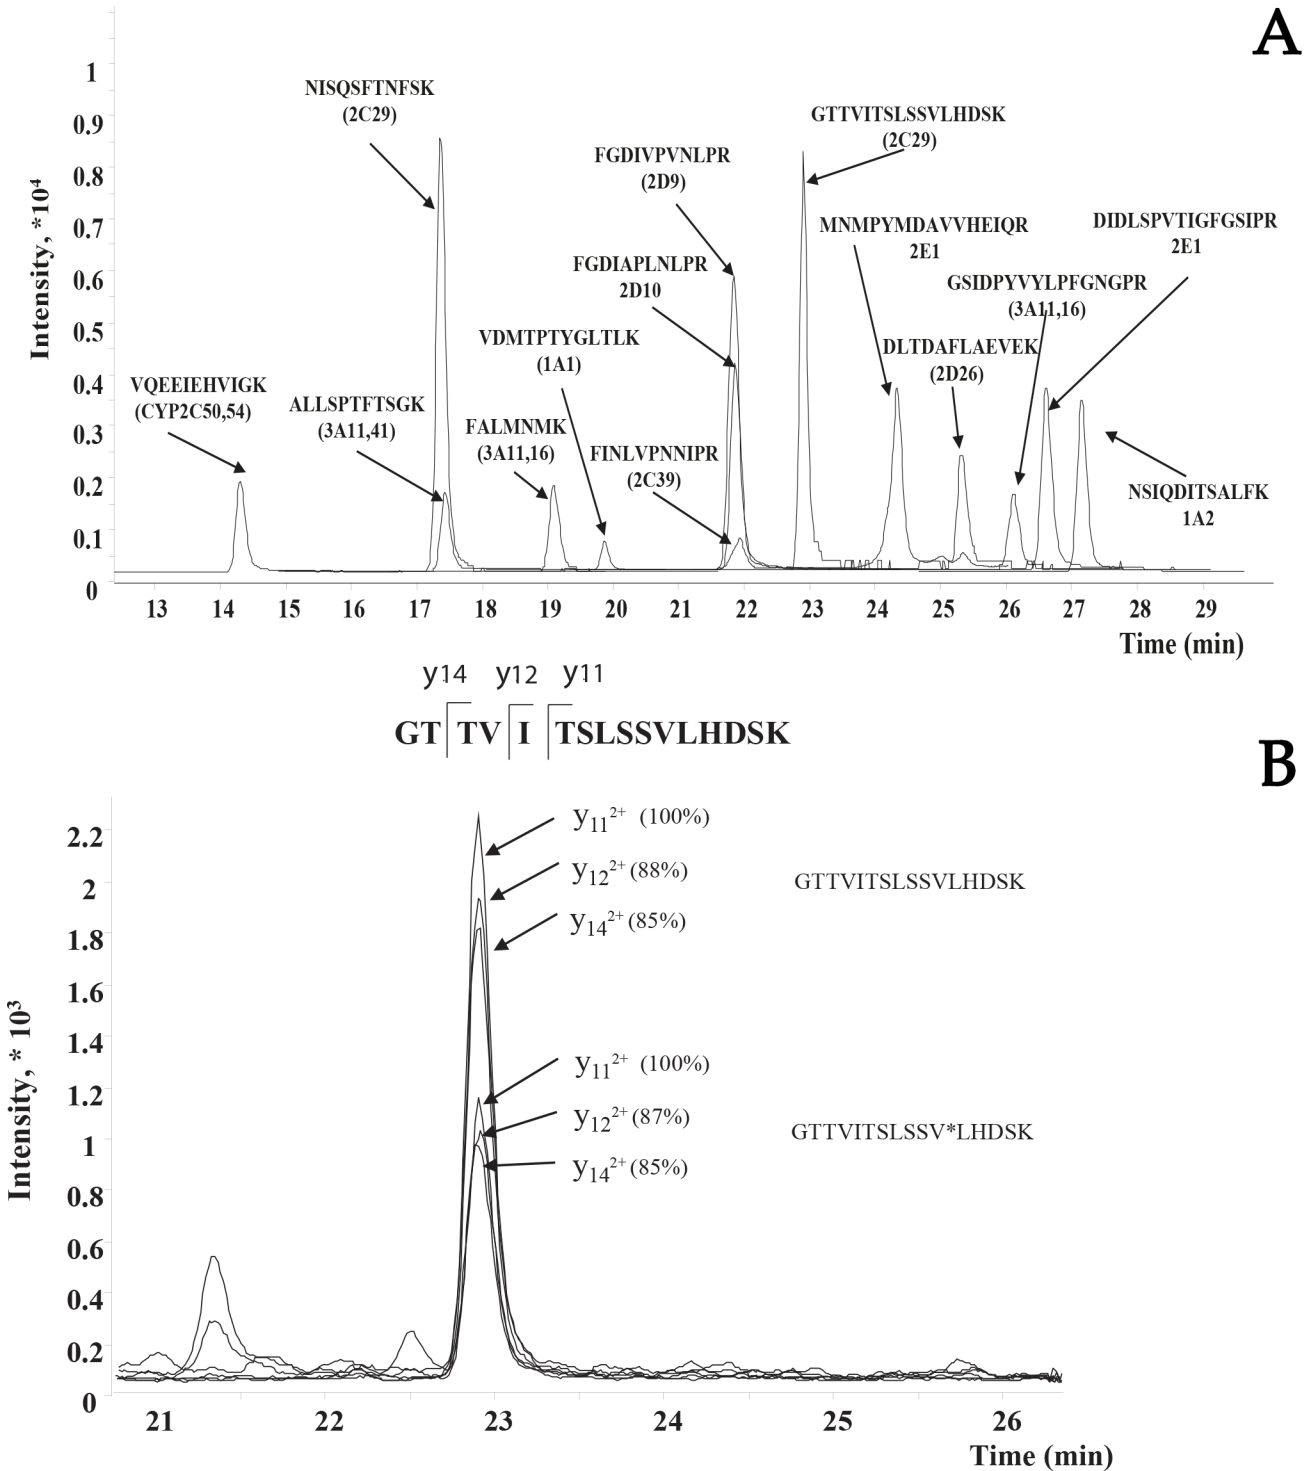 A
Intensity, *10⁴
1
0.9
0.8
0.7
0.6
0.5
0.4
0.3
0.2
0.1
0
NISQSFTNFSK
(2C29)
GTTVITSLSSVLHDSK
(2C29)
FGDIVPVNLPR
(2D9)
MNMPYMDAVVHEIQR
2E1
DIDLSPVTIGFGSIPR
2E1
FGDIAPLNLPR
2D10
GSIDPYVYLPFGNGPR
(3A11,16)
VDMTPTYGLTLK
(1A1)
DLTDAFLAEVEK
(2D26)
VQEEIEHVIGK
(CYP2C50,54)
ALLSPTFTSGK
(3A11,41)
FALMNMK
(3A11,16)
FINLVPNNIPR
(2C39)
NSIQDITSALFK
1A2
13 14 15 16 17 18 19 20 21 22 23 24 25 26 27 28 29
Time (min)
y14 y12 y11
GT TV I TSLSSVLHDSK
B
Intensity, * 10³
2.2
2
1.8
1.6
1.4
1.2
1
0.8
0.6
0.4
0.2
0
y₁₁²⁺ (100%)
y₁₂²⁺ (88%)
GTTVITSLSSVLHDSK
y₁₄²⁺ (85%)
y₁₁²⁺ (100%)
y₁₂²⁺ (87%)
GTTVITSLSSV*LHDSK
y₁₄²⁺ (85%)
21 22 23 24 25 26
Time (min)